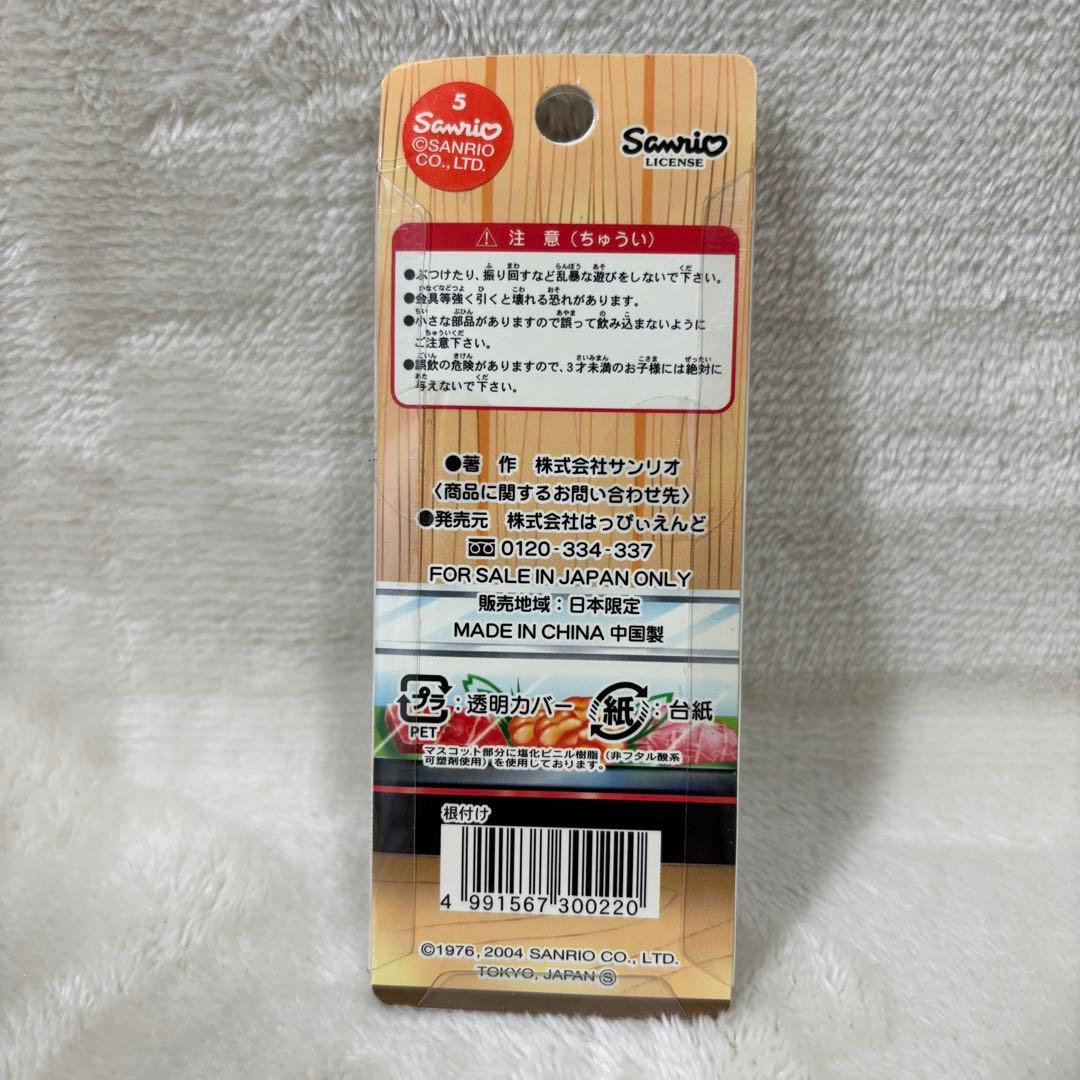 5
Sanrio
©SANRIO
CO., LTD.
Sanrio
LICENSE
⚠ 注 意 (ちゅうい)
●ぶつけたり、振り回すなど乱暴な遊びをしないで下さい。
●金具等強く引くと壊れる恐れがあります。
●小さな部品がありますので誤って飲み込まないように
ご注意下さい。
●誤飲の危険がありますので、3才未満のお子様には絶対に
与えないで下さい。
●著 作 株式会社サンリオ
〈商品に関するお問い合わせ先〉
●発売元 株式会社はっぴぃえんど
0120-334-337
FOR SALE IN JAPAN ONLY
販売地域：日本限定
MADE IN CHINA 中国製
プラ：透明カバー 紙：台紙
PET
マスコット部分に塩化ビニル樹脂（非フタル酸系
可塑剤使用）を使用しております。
根付け
4 991567 300220
©1976, 2004 SANRIO CO., LTD.
TOKYO, JAPAN Ⓢ